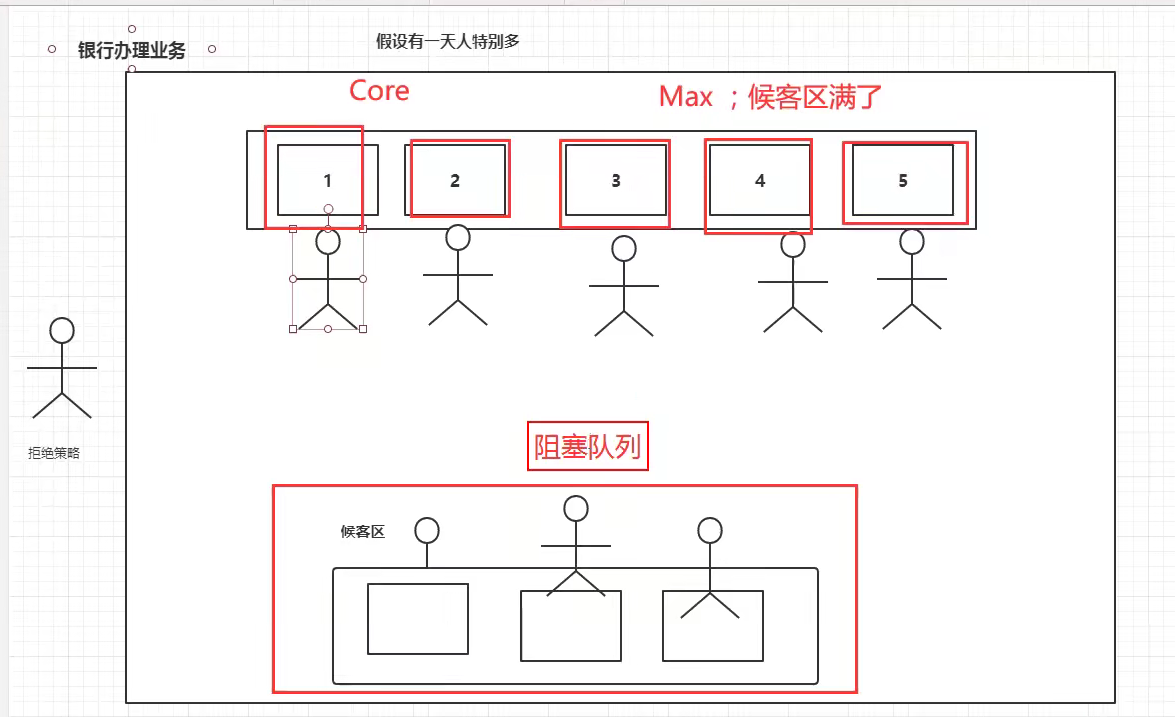 银行办理业务
假设有一天人特别多
Core
Max ；候客区满了
1
2
3
4
5
拒绝策略
阻塞队列
候客区